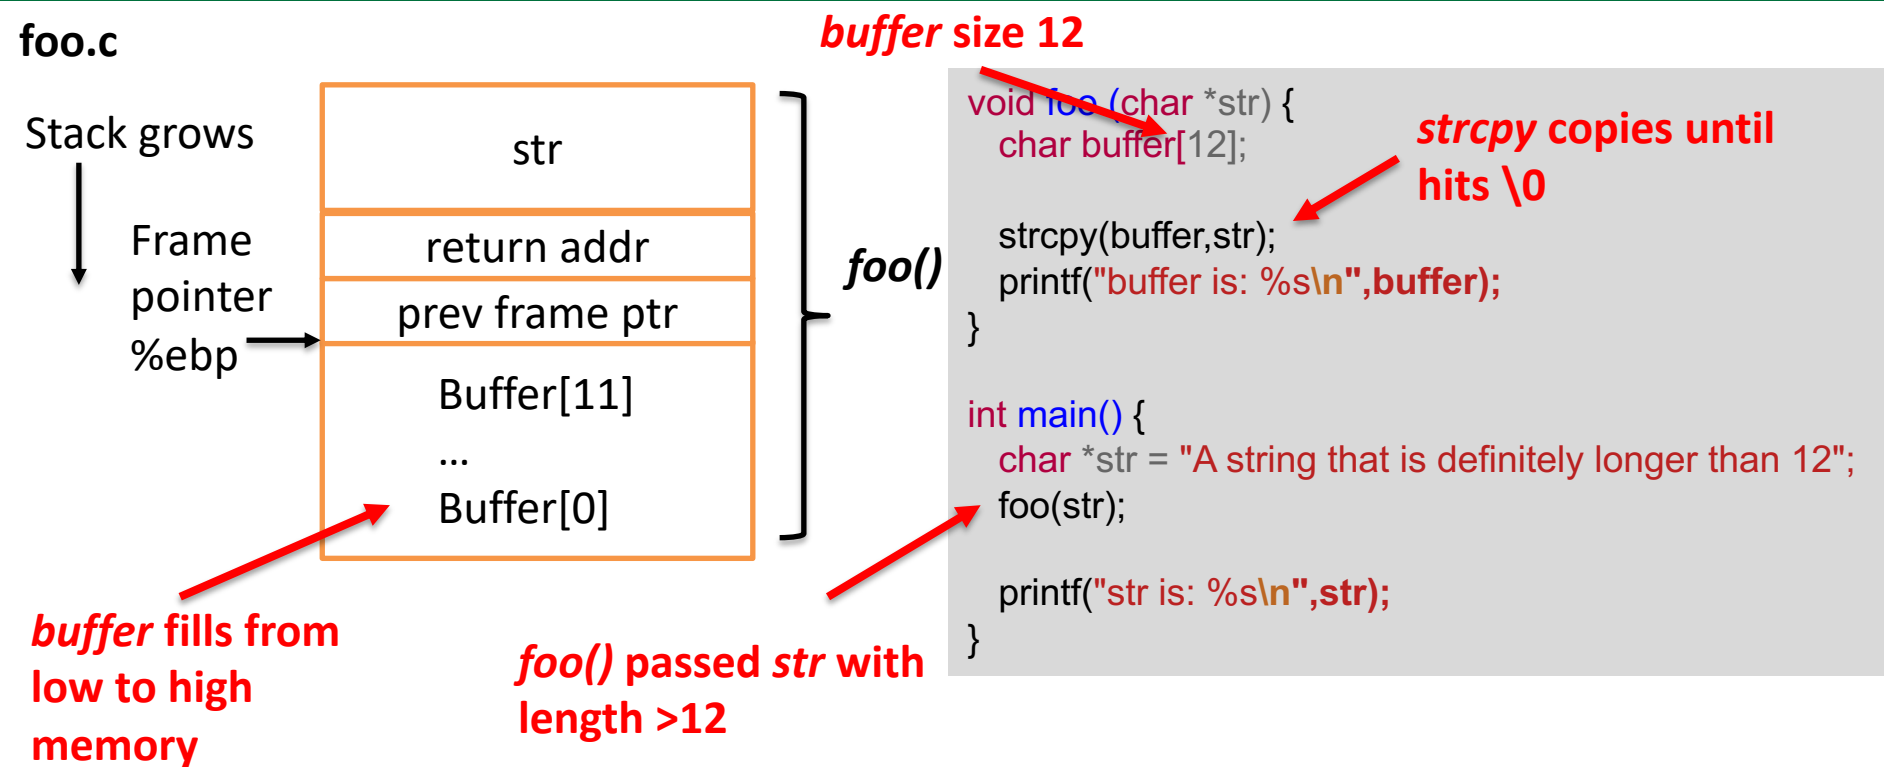 foo.c
Stack grows
Frame
pointer
%ebp
str
return addr
prev frame ptr
Buffer[11]
...
Buffer[0]
foo()
buffer fills from
low to high
memory
foo() passed str with
length >12
buffer size 12
void foo (char *str) {
char buffer[12];
strcpy(buffer,str);
printf("buffer is: %s\n",buffer);
}
int main() {
char *str = "A string that is definitely longer than 12";
foo(str);
printf("str is: %s\n",str);
}
strcpy copies until
hits \0